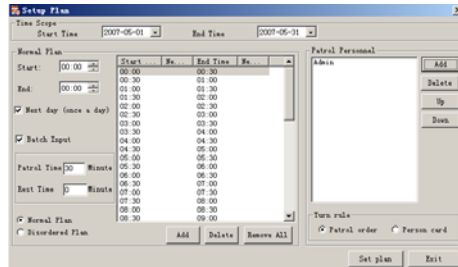 Setup Plan
Time Scope
Start Time 2007-05-01 End Time 2007-05-31
Normal Plan
Start: 00:00
End: 00:00
Next day (once a day)
Batch Input
Patrol Time 30 Minute
Rest Time 0 Minute
Normal Plan
Disordered Plan
Start ... Ne... End Time Ne...
00:00 00:30
00:30 01:00
01:00 01:30
01:30 02:00
02:00 02:30
02:30 03:00
03:00 03:30
03:30 04:00
04:00 04:30
04:30 05:00
05:00 05:30
05:30 06:00
06:00 06:30
06:30 07:00
07:00 07:30
07:30 08:00
08:00 08:30
08:30 09:00
Add Delete Remove All
Patrol Personnel
Admin
Add
Delete
Up
Down
Turn rule
Patrol order Person card
Set plan Exit